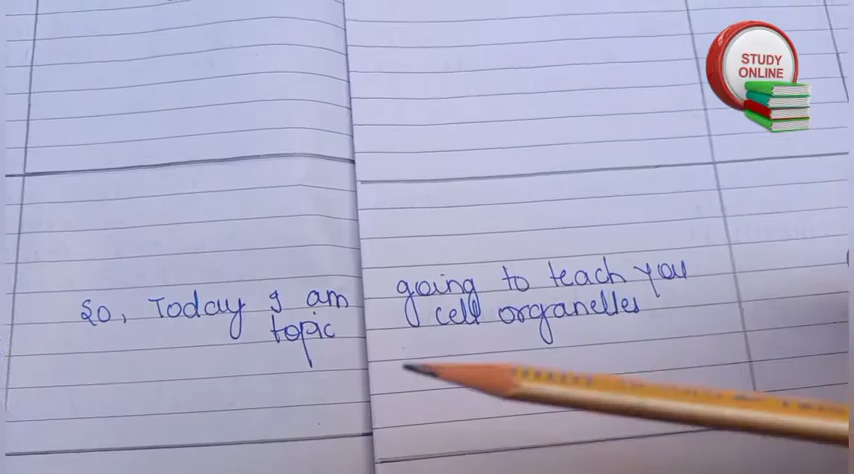 STUDY
ONLINE
So, Today I am going to teach you
topic cell organelles